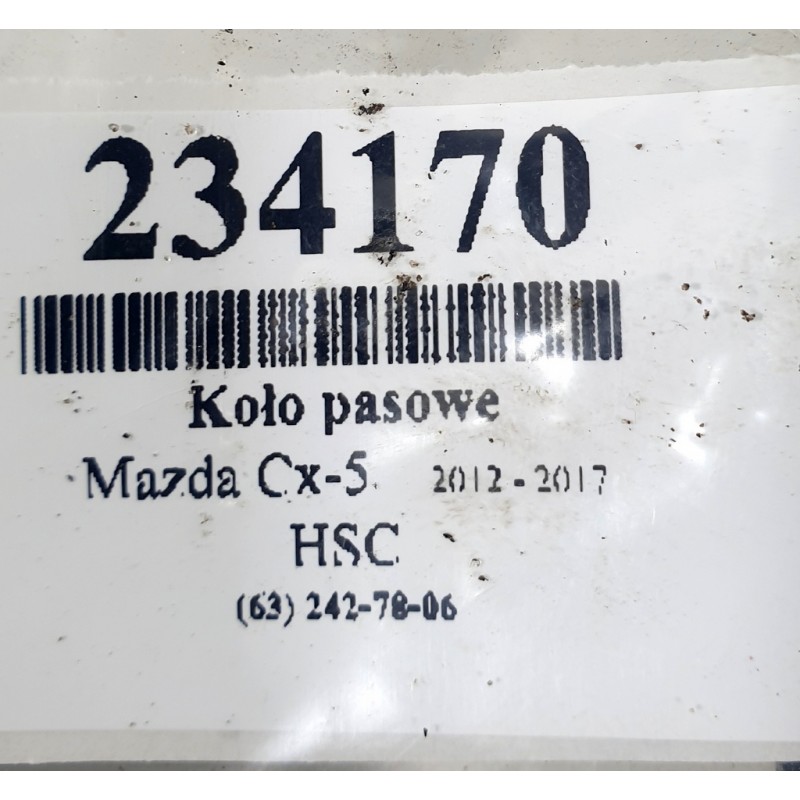 234170
Koło pasowe
Mazda Cx-5 2012 - 2017
HSC
(63) 242-78-06